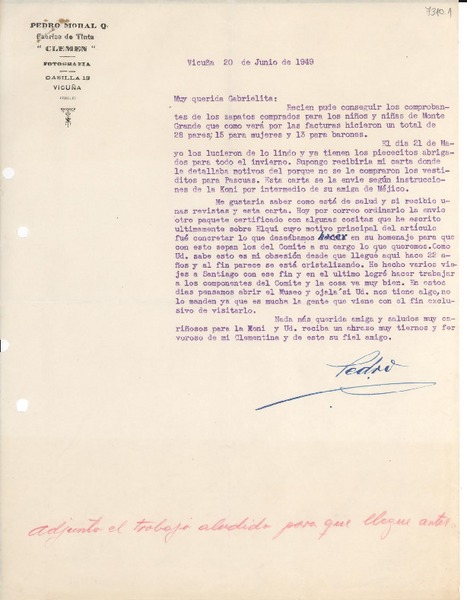 7310.1
PEDRO MORAL Q.
Fábrica de Tinta
"CLEMEN"
FOTOGRAFIA
CASILLA 13
VICUÑA
Vicuña 20 de Junio de 1949
Muy querida Gabrielita:
Recien pude conseguir los comproban-
tes de los zapatos comprados para los niños y niñas de Monte
Grande que como verá por las facturas hicieron un total de
28 pares; 15 para mujeres y 13 para barones.
El dia 21 de Ma-
yo los lucieron de lo lindo y ya tienen los piececitos abriga-
dos para todo el invierno. Supongo recibiria mi carta donde
le detallaba motivos del porque no se le compraron los vesti-
ditos para Pascuas. Esta carta se la envie según instrucciones
de la Koni por intermedio de su amiga de Méjico.
Me gustaria saber como está de salud y si recibio u-
nas revistas y esta carta. Hoy por correo ordinario la envio
otro paquete certificado con algunas cositas que he escrito
ultimamente sobre Elqui cuyo motivo principal del artículo
fué concretar lo que desébamos hacer en su homenaje para que
con esto sepan los del Comite a su cargo lo que queremos. Como
Ud. sabe esto es mi obsesión desde que llegué aqui hace 22 a-
ños y al fin parece se está cristalizando. He hecho varios vi-
ajes a Santiago con ese fin y en el ultimo logré hacer trabajar
a los componentes del Comite y la cosa va muy bien. En estoc
dias pensamos abrir el Museo y ojela'si Ud. nos tiene algo, no
lo manden ya que es mucha la gente que viene con el fin exclu-
sivo de visitarlo.
Nada más querida amiga y saludos muy ca-
riñosos para la Koni y Ud. reciba un abrazo muy tiernos y fer
voroso de mi Clementina y de este su fiel amigo.
Pedro
Adjunto el trabajo aludido para que llegue antes.